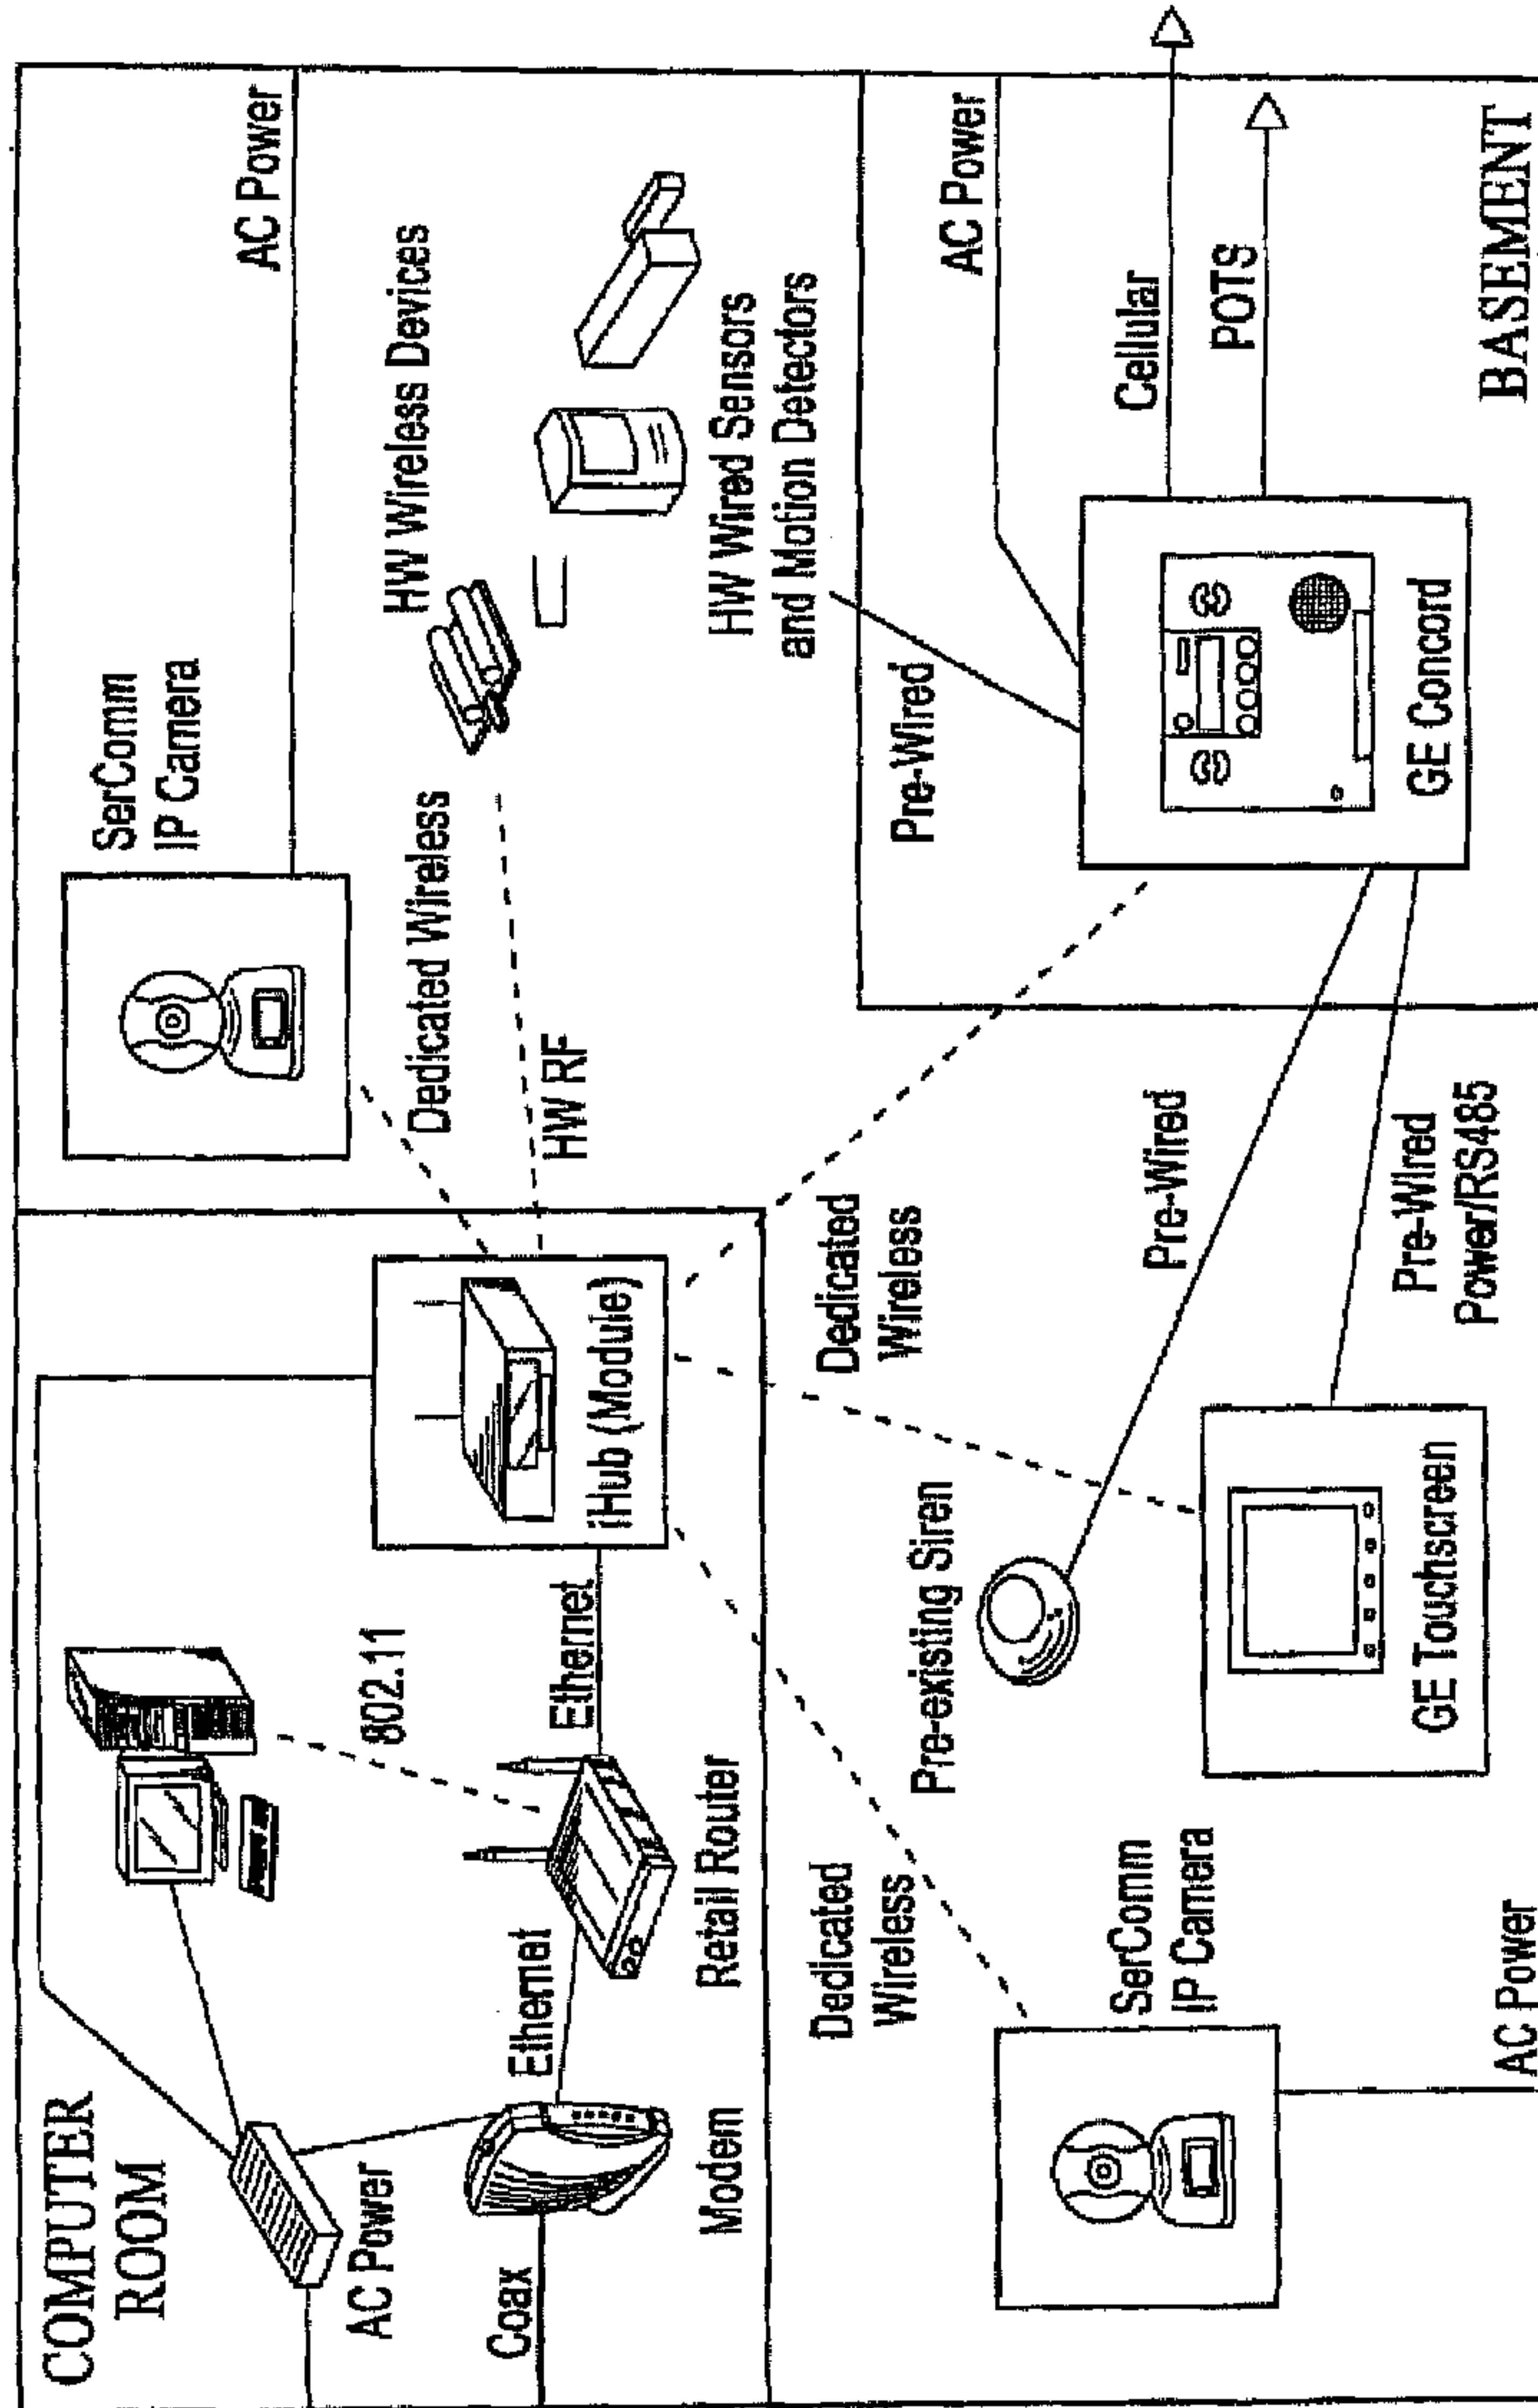 COMPUTER
ROOM
AC Power
Coax
Modem
Ethernet
Retail Router
802.11
Ethernet
iHub (Module)
SerComm
IP Camera
AC Power
Dedicated Wireless
HW RF
HW Wireless Devices
HW Wired Sensors
and Motion Detectors
Dedicated
Wireless
SerComm
IP Camera
AC Power
Pre-existing Siren
GE Touchscreen
Dedicated
Wireless
Pre-Wired
Pre-Wired
Power/RS485
Pre-Wired
GE Concord
AC Power
Cellular
POTS
BASEMENT